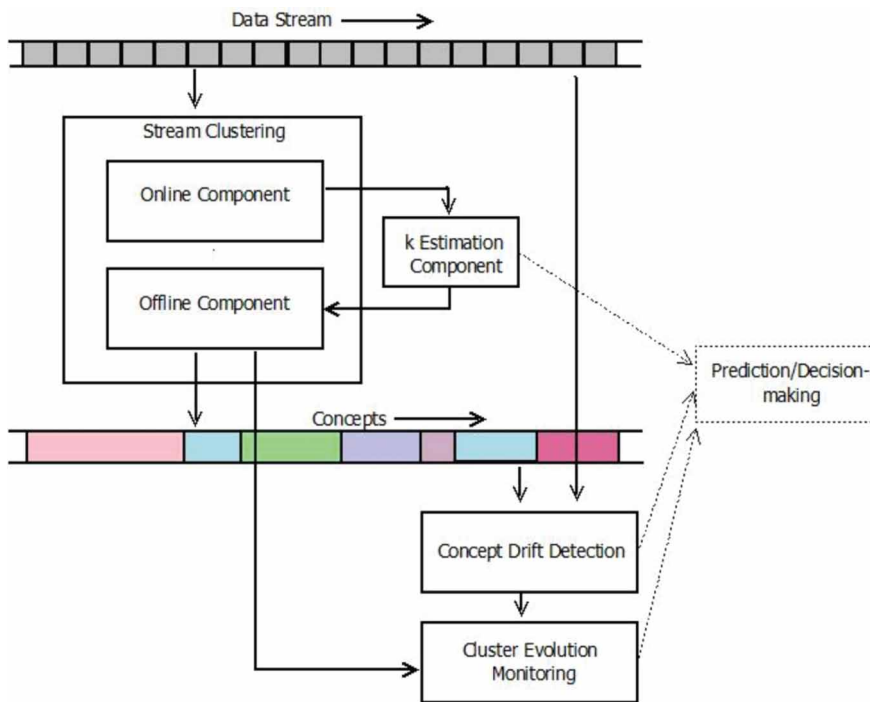 Data Stream
Stream Clustering
Online Component
k Estimation
Component
Offline Component
Prediction/Decision-
making
Concepts
Concept Drift Detection
Cluster Evolution
Monitoring